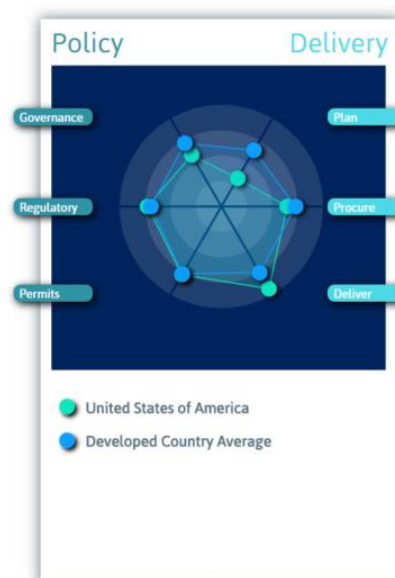 Policy Delivery
Governance Plan
Regulatory Procure
Permits Deliver
United States of America
Developed Country Average